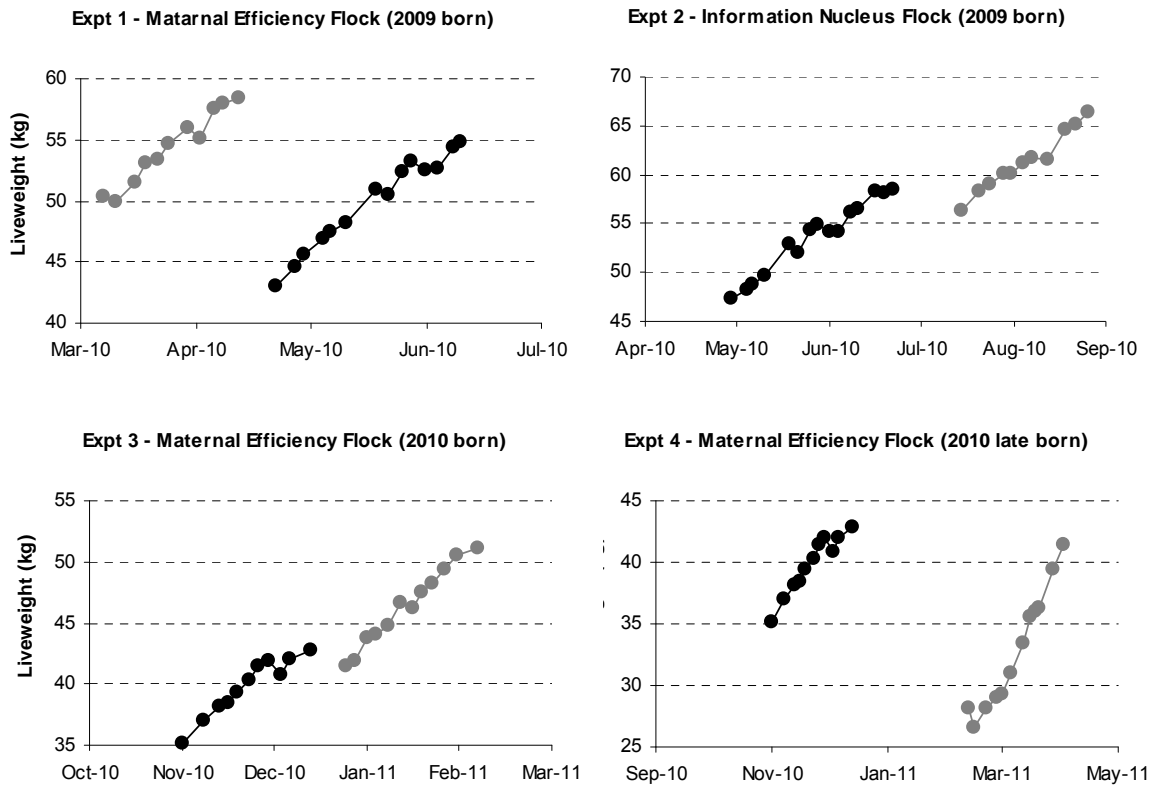 Expt 1 - Matarnal Efficiency Flock (2009 born)
Liveweight (kg)
60
55
50
45
40
Mar-10 Apr-10 May-10 Jun-10 Jul-10
Expt 2 - Information Nucleus Flock (2009 born)
70
65
60
55
50
45
Apr-10 May-10 Jun-10 Jul-10 Aug-10 Sep-10
Expt 3 - Maternal Efficiency Flock (2010 born)
Liveweight (kg)
55
50
45
40
35
Oct-10 Nov-10 Dec-10 Jan-11 Feb-11 Mar-11
Expt 4 - Maternal Efficiency Flock (2010 late born)
45
40
35
30
25
Sep-10 Nov-10 Jan-11 Mar-11 May-11